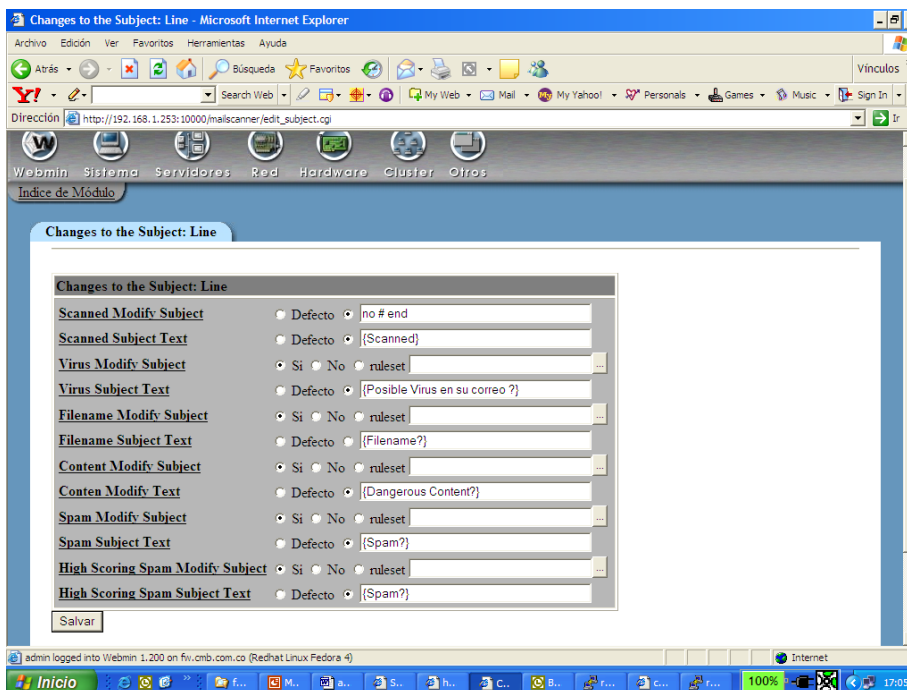 Changes to the Subject: Line - Microsoft Internet Explorer
Archivo Edición Ver Favoritos Herramientas Ayuda
Atrás Búsqueda Favoritos Vínculos
Y! Search Web My Web Mail My Yahoo! Personals Games Music Sign In
Dirección http://192.168.1.253:10000/mailscanner/edit_subject.cgi Ir
Webmin Sistema Servidores Red Hardware Cluster Otros
Indice de Módulo
Changes to the Subject: Line
Changes to the Subject: Line
Scanned Modify Subject Defecto no # end
Scanned Subject Text Defecto {Scanned}
Virus Modify Subject Si No ruleset ...
Virus Subject Text Defecto {Posible Virus en su correo ?}
Filename Modify Subject Si No ruleset ...
Filename Subject Text Defecto {Filename?}
Content Modify Subject Si No ruleset ...
Conten Modify Text Defecto {Dangerous Content?}
Spam Modify Subject Si No ruleset ...
Spam Subject Text Defecto {Spam?}
High Scoring Spam Modify Subject Si No ruleset ...
High Scoring Spam Subject Text Defecto {Spam?}
Salvar
admin logged into Webmin 1.200 on fw.cmb.com.co (Redhat Linux Fedora 4) Internet
Inicio f... M.. a.. S.. h.. C.. B.. r... c... r... 100% 17:05